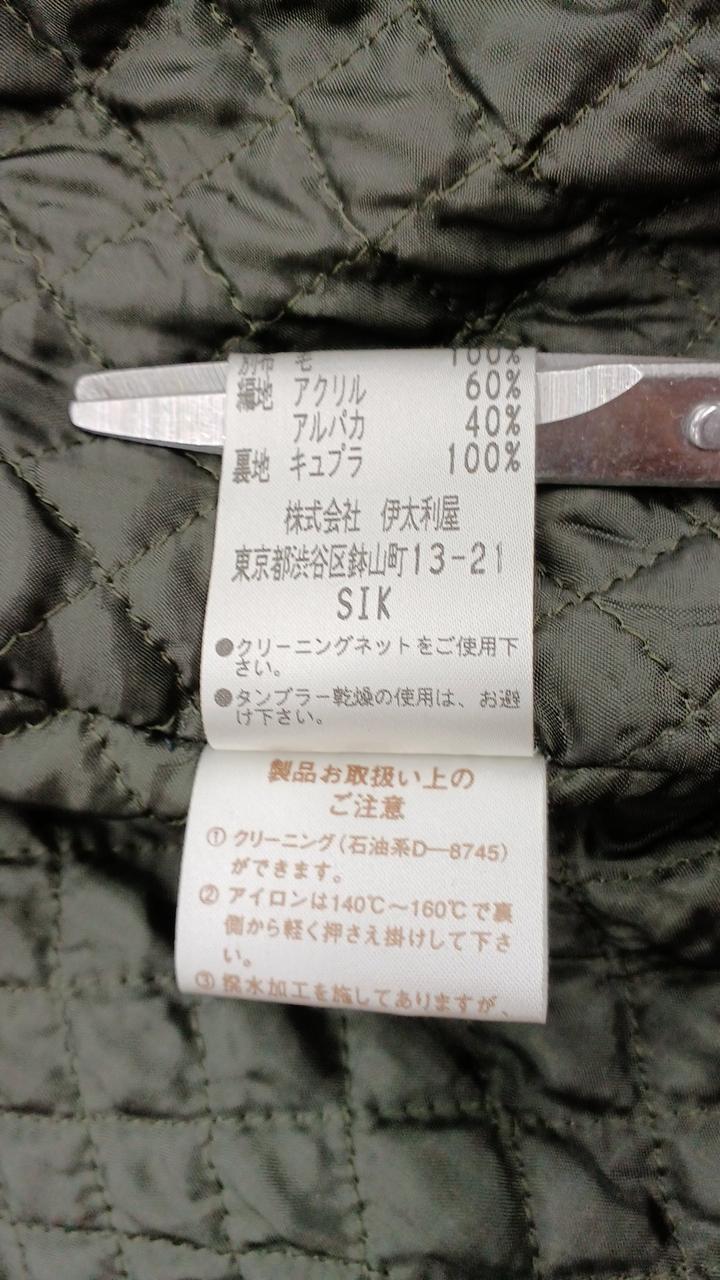 別布 毛 100%
編地 アクリル 60%
アルパカ 40%
裏地 キュプラ 100%
株式会社 伊太利屋
東京都渋谷区鉢山町13-21
SIK
●クリーニングネットをご使用下
さい。
●タンブラー乾燥の使用は、お避
け下さい。
製品お取扱い上の
ご注意
① クリーニング(石油系D—8745)
ができます。
② アイロンは140℃〜160℃で裏
側から軽く押さえ掛けして下さ
い。
③ 撥水加工を施してありますが、